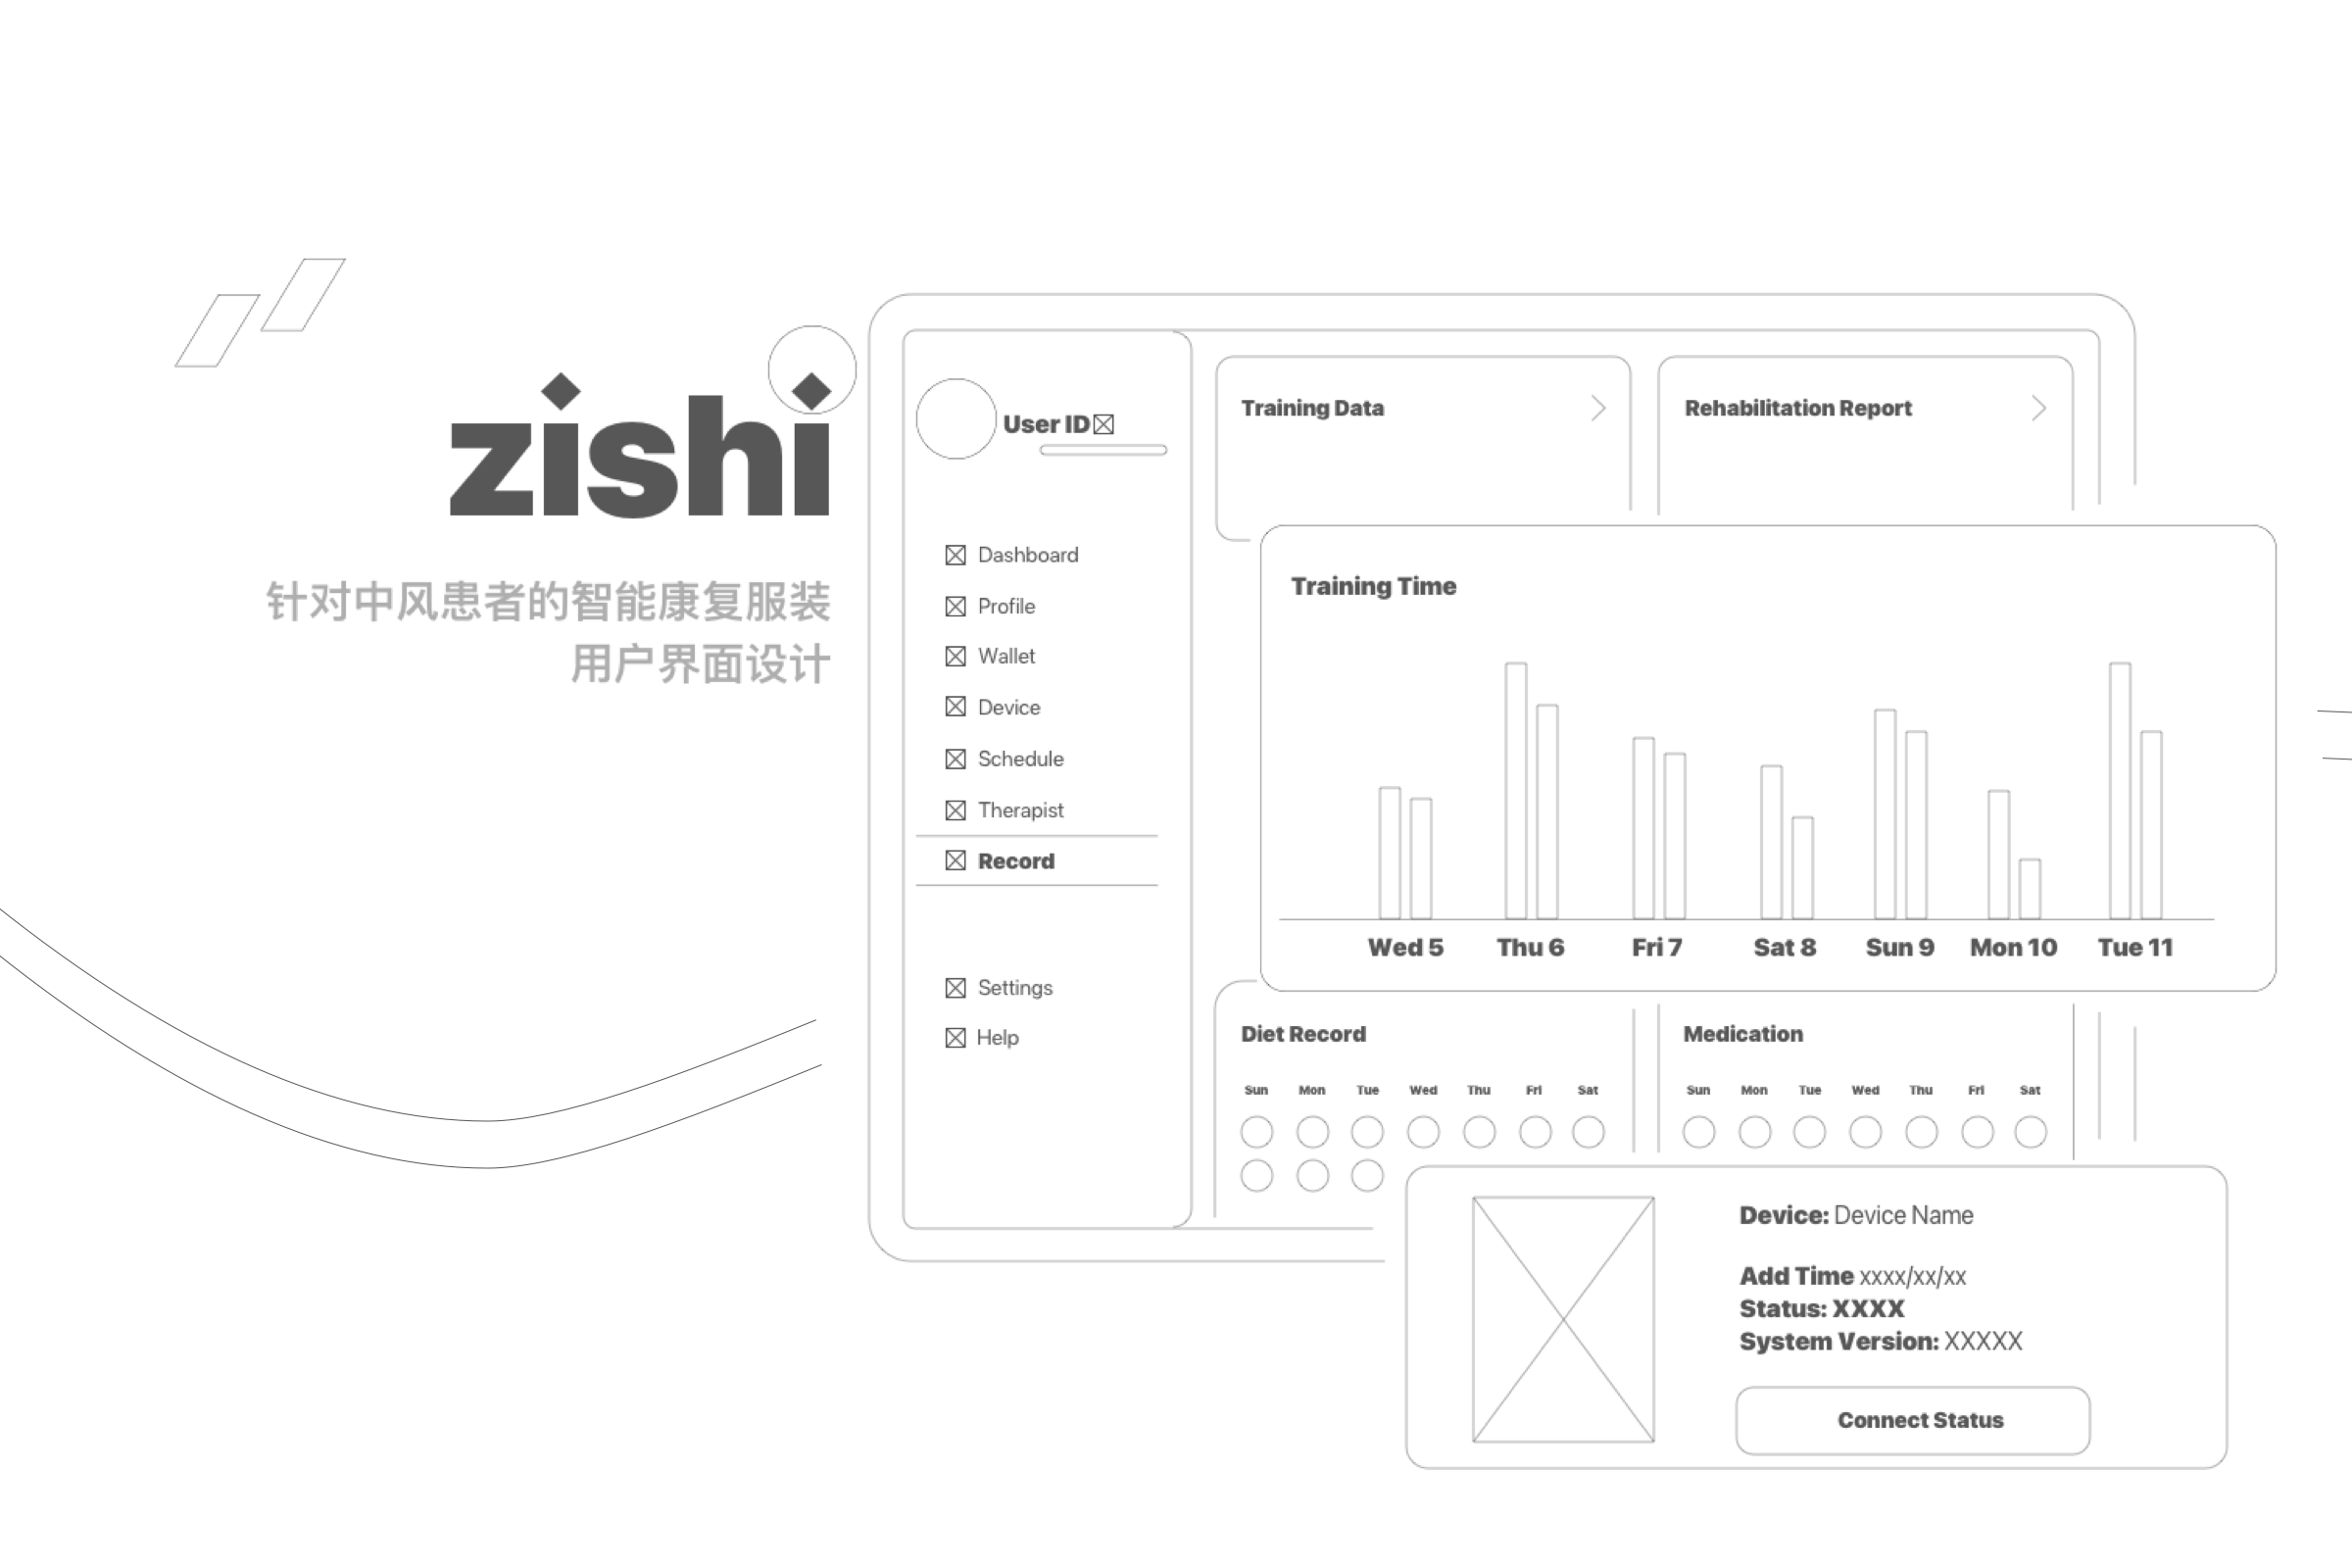 zishi
针对中风患者的智能康复服装
用户界面设计
User ID
Dashboard
Profile
Wallet
Device
Schedule
Therapist
Record
Settings
Help
Training Data
Rehabilitation Report
Training Time
Wed 5 Thu 6 Fri 7 Sat 8 Sun 9 Mon 10 Tue 11
Diet Record
Sun Mon Tue Wed Thu Fri Sat
Medication
Sun Mon Tue Wed Thu Fri Sat
Device: Device Name
Add Time xxxx/xx/xx
Status: XXXX
System Version: XXXXX
Connect Status